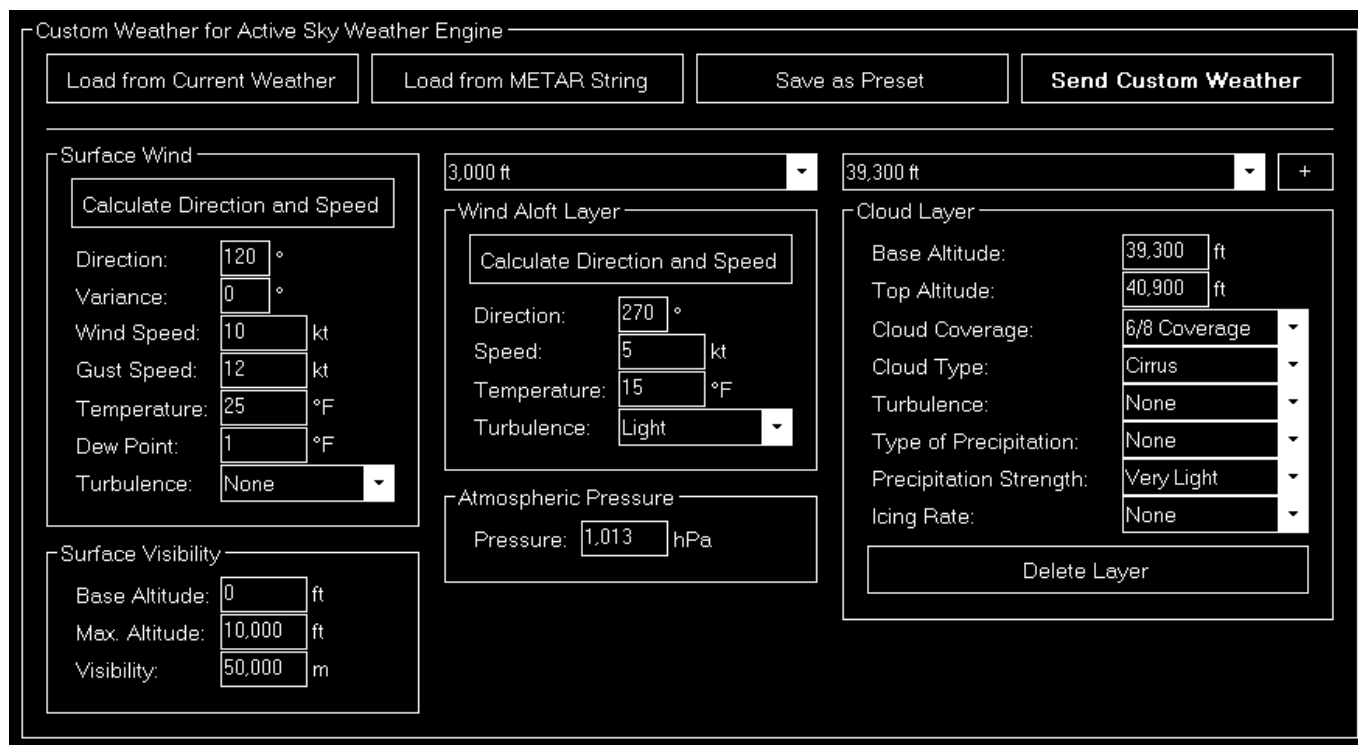 Custom Weather for Active Sky Weather Engine
Load from Current Weather
Load from METAR String
Save as Preset
Send Custom Weather
Surface Wind
Calculate Direction and Speed
Direction: 120 °
Variance: 0 °
Wind Speed: 10 kt
Gust Speed: 12 kt
Temperature: 25 °F
Dew Point: 1 °F
Turbulence: None
Surface Visibility
Base Altitude: 0 ft
Max. Altitude: 10,000 ft
Visibility: 50,000 m
3,000 ft
Wind Aloft Layer
Calculate Direction and Speed
Direction: 270 °
Speed: 5 kt
Temperature: 15 °F
Turbulence: Light
Atmospheric Pressure
Pressure: 1,013 hPa
39,300 ft
+
Cloud Layer
Base Altitude: 39,300 ft
Top Altitude: 40,900 ft
Cloud Coverage: 6/8 Coverage
Cloud Type: Cirrus
Turbulence: None
Type of Precipitation: None
Precipitation Strength: Very Light
Icing Rate: None
Delete Layer